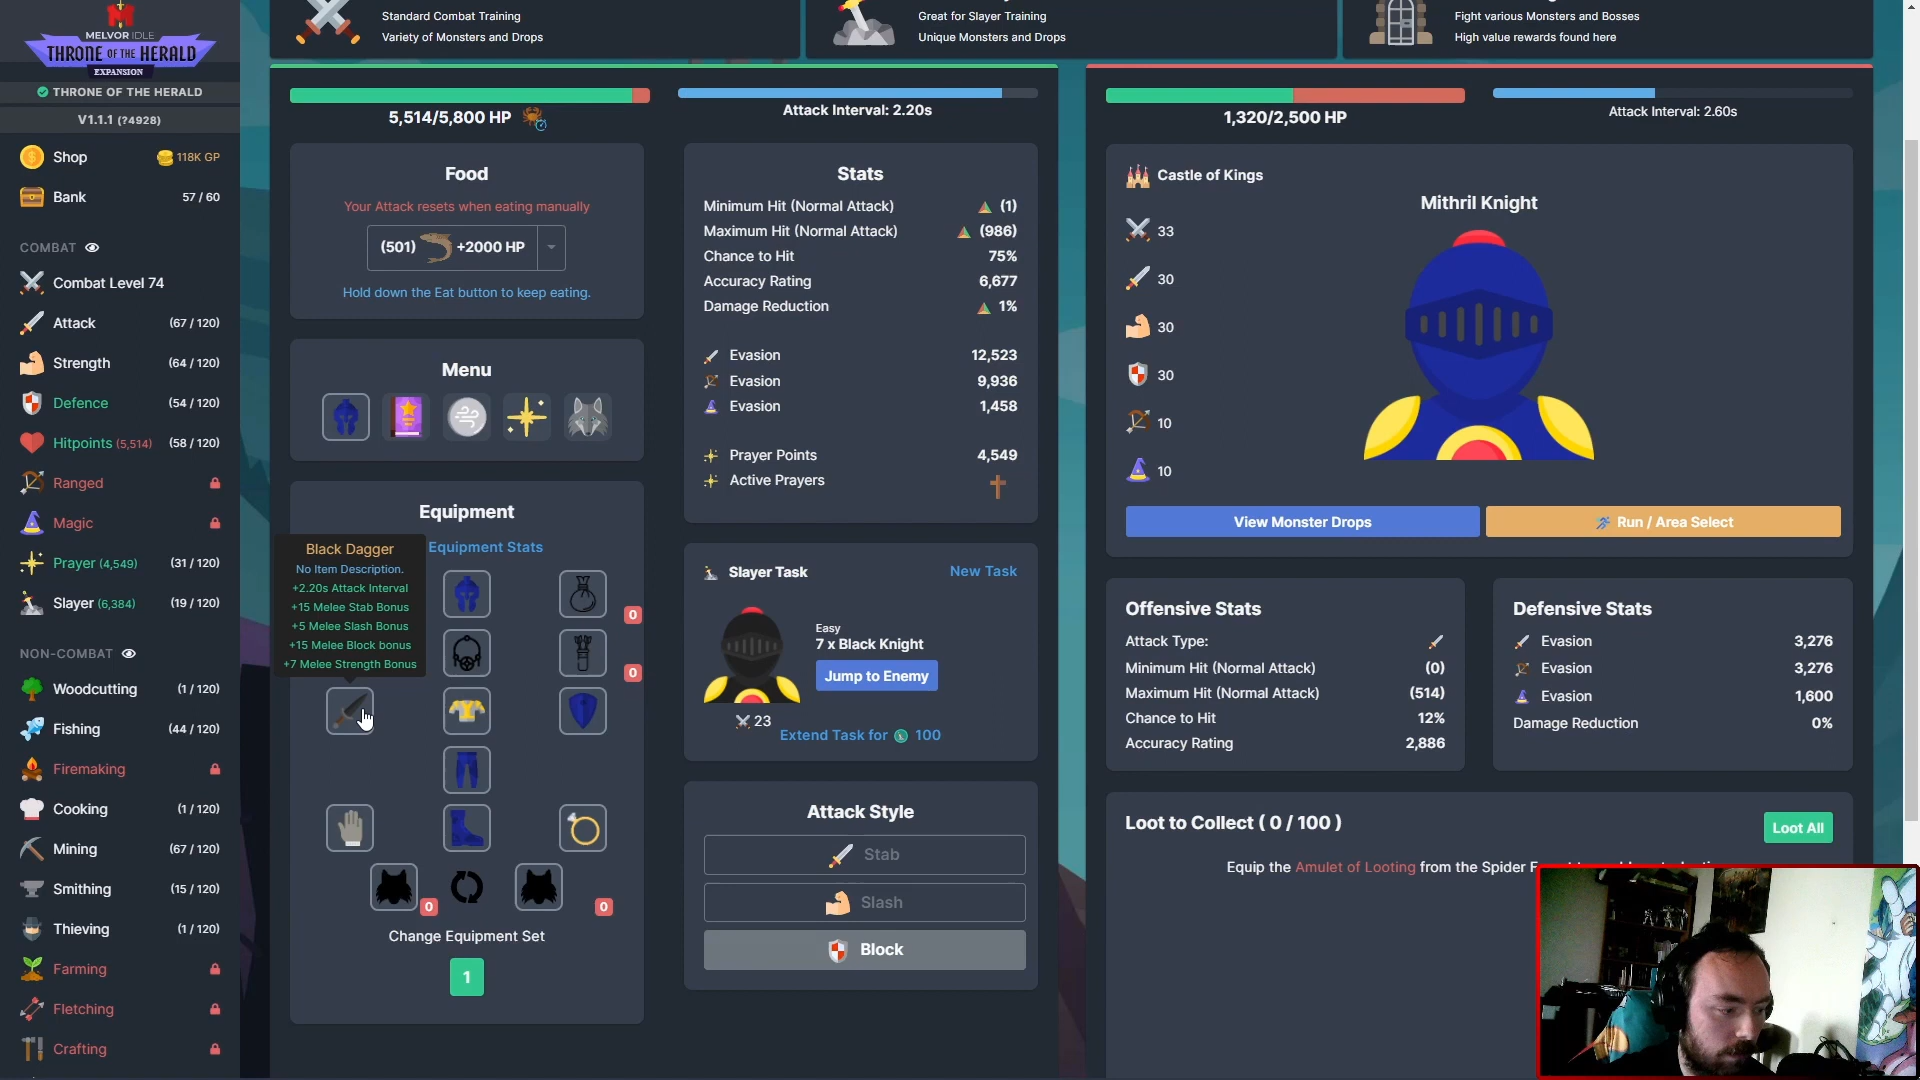 MELVOR IDLE
THRONE OF THE HERALD
EXPANSION
THRONE OF THE HERALD
V1.1.1 (?4928)
Shop 118K GP
Bank 57 / 60
COMBAT
Combat Level 74
Attack (67 / 120)
Strength (64 / 120)
Defence (54 / 120)
Hitpoints (5,514) (58 / 120)
Ranged
Magic
Prayer (4,549) (31 / 120)
Slayer (6,384) (19 / 120)
NON-COMBAT
Woodcutting (1 / 120)
Fishing (44 / 120)
Firemaking
Cooking (1 / 120)
Mining (67 / 120)
Smithing (15 / 120)
Thieving (1 / 120)
Farming
Fletching
Crafting
Standard Combat Training
Variety of Monsters and Drops
Great for Slayer Training
Unique Monsters and Drops
Fight various Monsters and Bosses
High value rewards found here
5,514/5,800 HP
Food
Your Attack resets when eating manually
(501) +2000 HP
Hold down the Eat button to keep eating.
Menu
Equipment
Equipment Stats
Black Dagger
No Item Description.
+2.20s Attack Interval
+15 Melee Stab Bonus
+5 Melee Slash Bonus
+15 Melee Block bonus
+7 Melee Strength Bonus
0
0
0
0
Change Equipment Set
1
Attack Interval: 2.20s
Stats
Minimum Hit (Normal Attack) (1)
Maximum Hit (Normal Attack) (986)
Chance to Hit 75%
Accuracy Rating 6,677
Damage Reduction 1%
Evasion 12,523
Evasion 9,936
Evasion 1,458
Prayer Points 4,549
Active Prayers
Slayer Task New Task
Easy
7 x Black Knight
Jump to Enemy
23
Extend Task for 100
Attack Style
Stab
Slash
Block
1,320/2,500 HP
Attack Interval: 2.60s
Castle of Kings
Mithril Knight
33
30
30
30
10
10
View Monster Drops
Run / Area Select
Offensive Stats
Attack Type:
Minimum Hit (Normal Attack) (0)
Maximum Hit (Normal Attack) (514)
Chance to Hit 12%
Accuracy Rating 2,886
Defensive Stats
Evasion 3,276
Evasion 3,276
Evasion 1,600
Damage Reduction 0%
Loot to Collect ( 0 / 100 )
Loot All
Equip the Amulet of Looting from the Spider